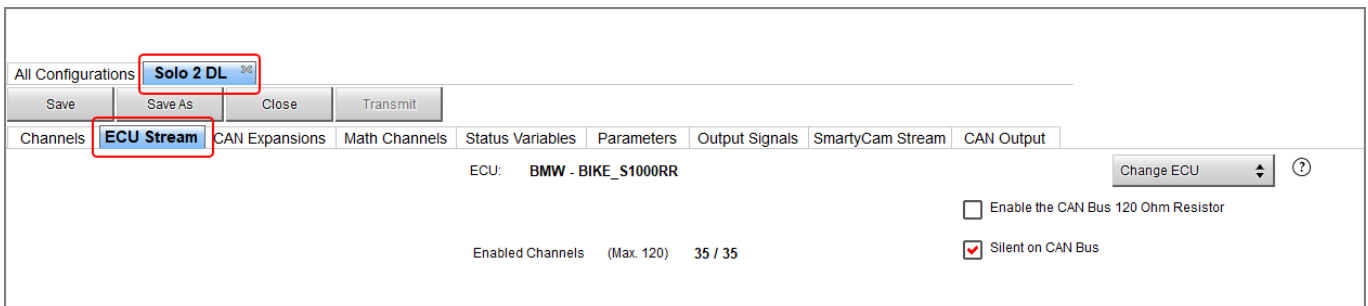 All Configurations Solo 2 DL
Save Save As Close Transmit
Channels ECU Stream CAN Expansions Math Channels Status Variables Parameters Output Signals SmartyCam Stream CAN Output
ECU: BMW - BIKE_S1000RR Change ECU ?
Enable the CAN Bus 120 Ohm Resistor
Enabled Channels (Max. 120) 35 / 35 Silent on CAN Bus